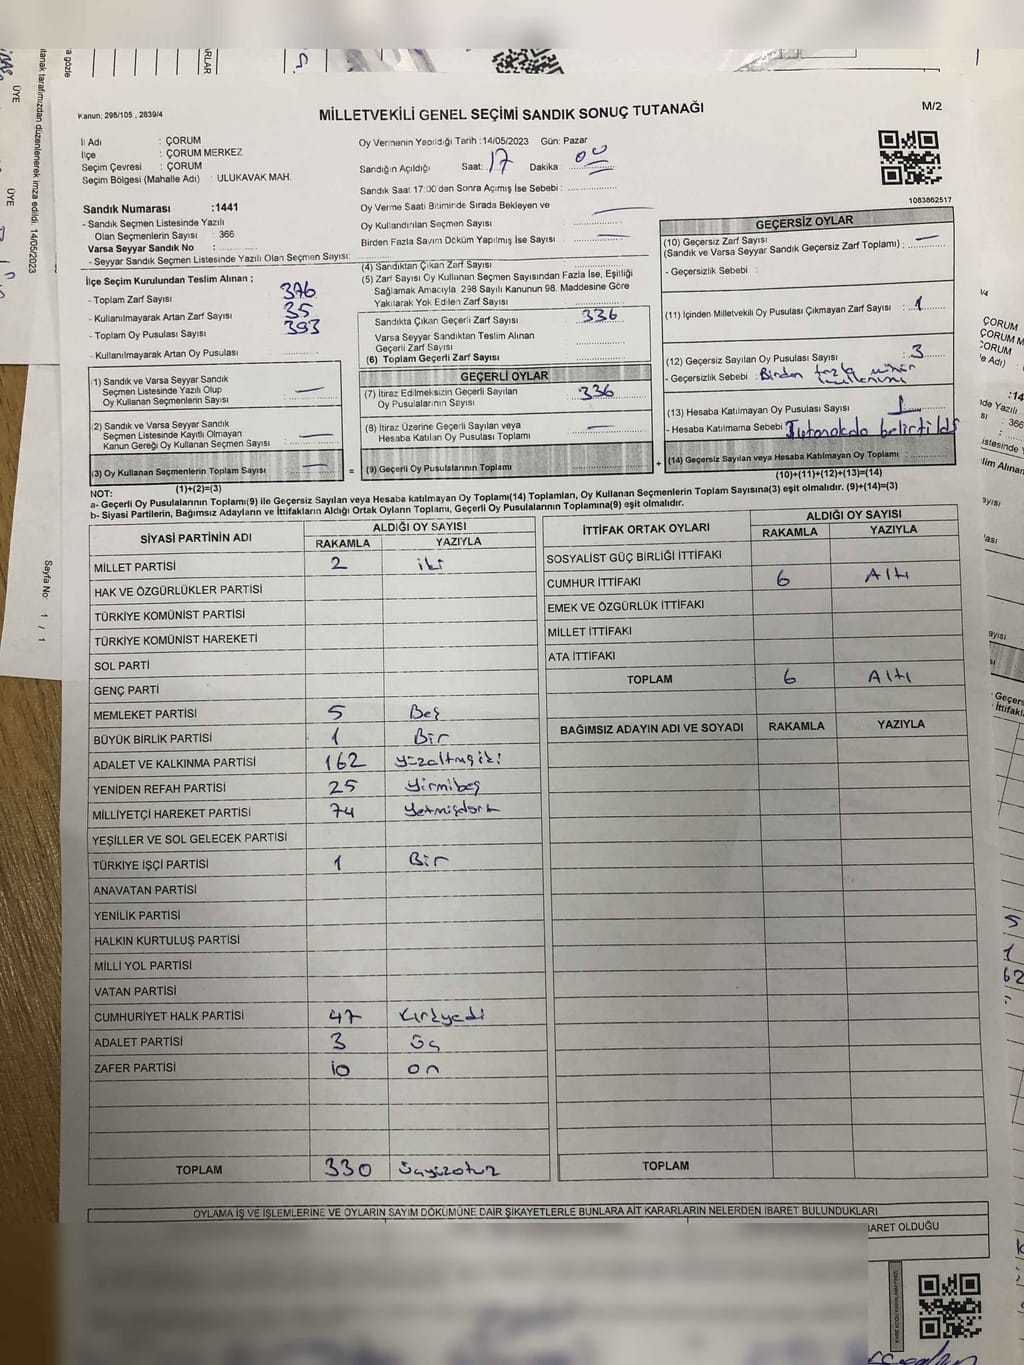 Kanun: 298/105 , 2839/4
MİLLETVEKİLİ GENEL SEÇİMİ SANDIK SONUÇ TUTANAĞI
M/2
İl Adı : ÇORUM
İlçe : ÇORUM MERKEZ
Seçim Çevresi : ÇORUM
Seçim Bölgesi (Mahalle Adı) : ULUKAVAK MAH.
Oy Vermenin Yapıldığı Tarih :14/05/2023 Gün: Pazar
Sandığın Açıldığı Saat: 17 Dakika : 00
Sandık Saat 17:00'den Sonra Açımış İse Sebebi :
Oy Verme Saati Bitiminde Sırada Bekleyen ve
Oy Kullandırılan Seçmen Sayısı
Birden Fazla Sayım Döküm Yapılmış İse Sayısı
1083862517
Sandık Numarası :1441
- Sandık Seçmen Listesinde Yazılı
Olan Seçmenlerin Sayısı : 366
Varsa Seyyar Sandık No :
- Seyyar Sandık Seçmen Listesinde Yazılı Olan Seçmen Sayısı:
İlçe Seçim Kurulundan Teslim Alınan ;
- Toplam Zarf Sayısı 376
- Kullanılmayarak Artan Zarf Sayısı 35
- Toplam Oy Pusulası Sayısı 393
- Kullanılmayarak Artan Oy Pusulası
1) Sandık ve Varsa Seyyar Sandık
Seçmen Listesinde Yazılı Olup
Oy Kullanan Seçmenlerin Sayısı : —
(2) Sandık ve Varsa Seyyar Sandık
Seçmen Listesinde Kayıtlı Olmayan
Kanun Gereği Oy Kullanan Seçmen Sayısı : —
(3) Oy Kullanan Seçmenlerin Toplam Sayısı : —
(1)+(2)=(3)
(4) Sandıktan Çıkan Zarf Sayısı
(5) Zarf Sayısı Oy Kullanan Seçmen Sayısından Fazla İse, Eşitliği
Sağlamak Amacıyla, 298 Sayılı Kanunun 98. Maddesine Göre
Yakılarak Yok Edilen Zarf Sayısı
Sandıkta Çıkan Geçerli Zarf Sayısı : 336
Varsa Seyyar Sandıktan Teslim Alınan
Geçerli Zarf Sayısı
(6) Toplam Geçerli Zarf Sayısı
GEÇERLİ OYLAR
(7) İtiraz Edilmeksizin Geçerli Sayılan
Oy Pusulalarının Sayısı : 336
(8) İtiraz Üzerine Geçerli Sayılan veya
Hesaba Katılan Oy Pusulası Toplamı : —
= (9) Geçerli Oy Pusulalarının Toplamı
GEÇERSİZ OYLAR
(10) Geçersiz Zarf Sayısı
(Sandık ve Varsa Seyyar Sandık Geçersiz Zarf Toplamı) : —
- Geçersizlik Sebebi :
(11) İçinden Milletvekili Oy Pusulası Çıkmayan Zarf Sayısı : 1
(12) Geçersiz Sayılan Oy Pusulası Sayısı : 3
- Geçersizlik Sebebi : Birden fazla mühür
kullanımı
(13) Hesaba Katılmayan Oy Pusulası Sayısı : 1
- Hesaba Katılmama Sebebi : Tutanakda belirtildi
+ (14) Geçersiz Sayılan veya Hesaba Katılmayan Oy Toplamı :
(10)+(11)+(12)+(13)=(14)
NOT:
a- Geçerli Oy Pusulalarının Toplamı(9) ile Geçersiz Sayılan veya Hesaba katılmayan Oy Toplamı(14) Toplamları, Oy Kullanan Seçmenlerin Toplam Sayısına(3) eşit olmalıdır. (9)+(14)=(3)
b- Siyasi Partilerin, Bağımsız Adayların ve İttifakların Aldığı Ortak Oyların Toplamı, Geçerli Oy Pusulalarının Toplamına(9) eşit olmalıdır.
SİYASİ PARTİNİN ADI ALDIĞI OY SAYISI
RAKAMLA YAZIYLA
MİLLET PARTİSİ 2 iki
HAK VE ÖZGÜRLÜKLER PARTİSİ
TÜRKİYE KOMÜNİST PARTİSİ
TÜRKİYE KOMÜNİST HAREKETİ
SOL PARTİ
GENÇ PARTİ
MEMLEKET PARTİSİ 5 Beş
BÜYÜK BİRLİK PARTİSİ 1 Bir
ADALET VE KALKINMA PARTİSİ 162 yüzaltmışiki
YENİDEN REFAH PARTİSİ 25 Yirmibeş
MİLLİYETÇİ HAREKET PARTİSİ 74 Yetmişdört
YEŞİLLER VE SOL GELECEK PARTİSİ
TÜRKİYE İŞÇİ PARTİSİ 1 Bir
ANAVATAN PARTİSİ
YENİLİK PARTİSİ
HALKIN KURTULUŞ PARTİSİ
MİLLİ YOL PARTİSİ
VATAN PARTİSİ
CUMHURİYET HALK PARTİSİ 47 Kırkyedi
ADALET PARTİSİ 3 Üç
ZAFER PARTİSİ 10 on
TOPLAM 330 üçyüzotuz
İTTİFAK ORTAK OYLARI ALDIĞI OY SAYISI
RAKAMLA YAZIYLA
SOSYALİST GÜÇ BİRLİĞİ İTTİFAKI
CUMHUR İTTİFAKI 6 Altı
EMEK VE ÖZGÜRLÜK İTTİFAKI
MİLLET İTTİFAKI
ATA İTTİFAKI
TOPLAM 6 Altı
BAĞIMSIZ ADAYIN ADI VE SOYADI RAKAMLA YAZIYLA
TOPLAM
OYLAMA İŞ VE İŞLEMLERİNE VE OYLARIN SAYIM DÖKÜMÜNE DAİR ŞİKAYETLERLE BUNLARA AİT KARARLARIN NELERDEN İBARET BULUNDUKLARI
İBARET OLDUĞU
ÜYE
ÜYE
tanak tarafımızdan düzenlenerek imza edildi. 14/05/2023
Sayfa No: 1 / 1
ÇORUM
ÇORUM M
ÇORUM
e Adı)
:14
366